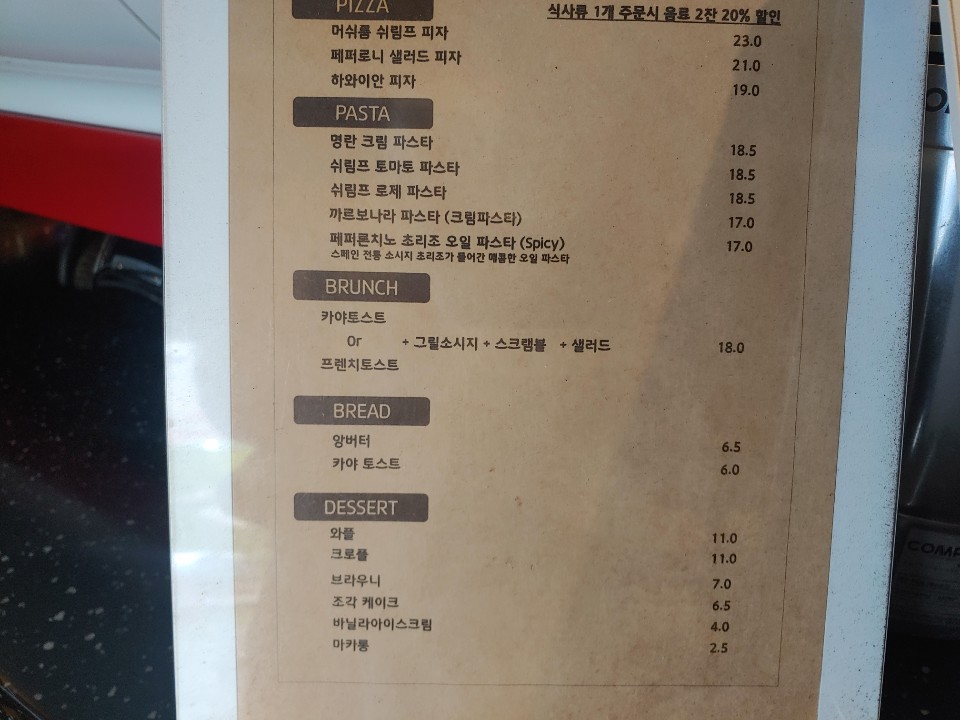 PIZZA
식사류 1개 주문시 음료 2잔 20% 할인
머쉬룸 쉬림프 피자 23.0
페퍼로니 샐러드 피자 21.0
하와이안 피자 19.0
PASTA
명란 크림 파스타 18.5
쉬림프 토마토 파스타 18.5
쉬림프 로제 파스타 18.5
까르보나라 파스타 (크림파스타) 17.0
페퍼론치노 초리조 오일 파스타 (Spicy) 17.0
스페인 전통 소시지 초리조가 들어간 매콤한 오일 파스타
BRUNCH
카야토스트
Or + 그릴소시지 + 스크램블 + 샐러드 18.0
프렌치토스트
BREAD
앙버터 6.5
카야 토스트 6.0
DESSERT
와플 11.0
크로플 11.0
브라우니 7.0
조각 케이크 6.5
바닐라아이스크림 4.0
마카롱 2.5